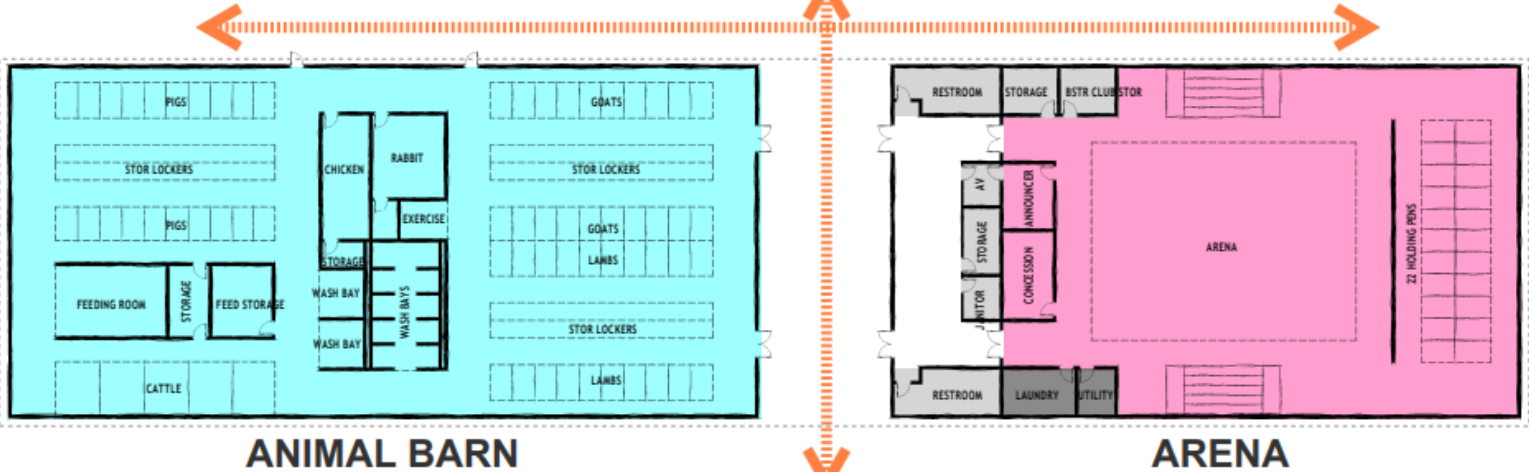 PIGS
GOATS
RESTROOM
STORAGE
BSTR CLUB STOR
STOR LOCKERS
CHICKEN
RABBIT
STOR LOCKERS
AV
ANNOUNCER
PIGS
EXERCISE
GOATS
STORAGE
ARENA
22 HOLDING PENS
STORAGE
LAMBS
CONCESSION
FEEDING ROOM
STORAGE
FEED STORAGE
WASH BAY
WASH BAYS
JANITOR
STOR LOCKERS
WASH BAY
CATTLE
LAMBS
RESTROOM
LAUNDRY
UTILITY
ANIMAL BARN
ARENA